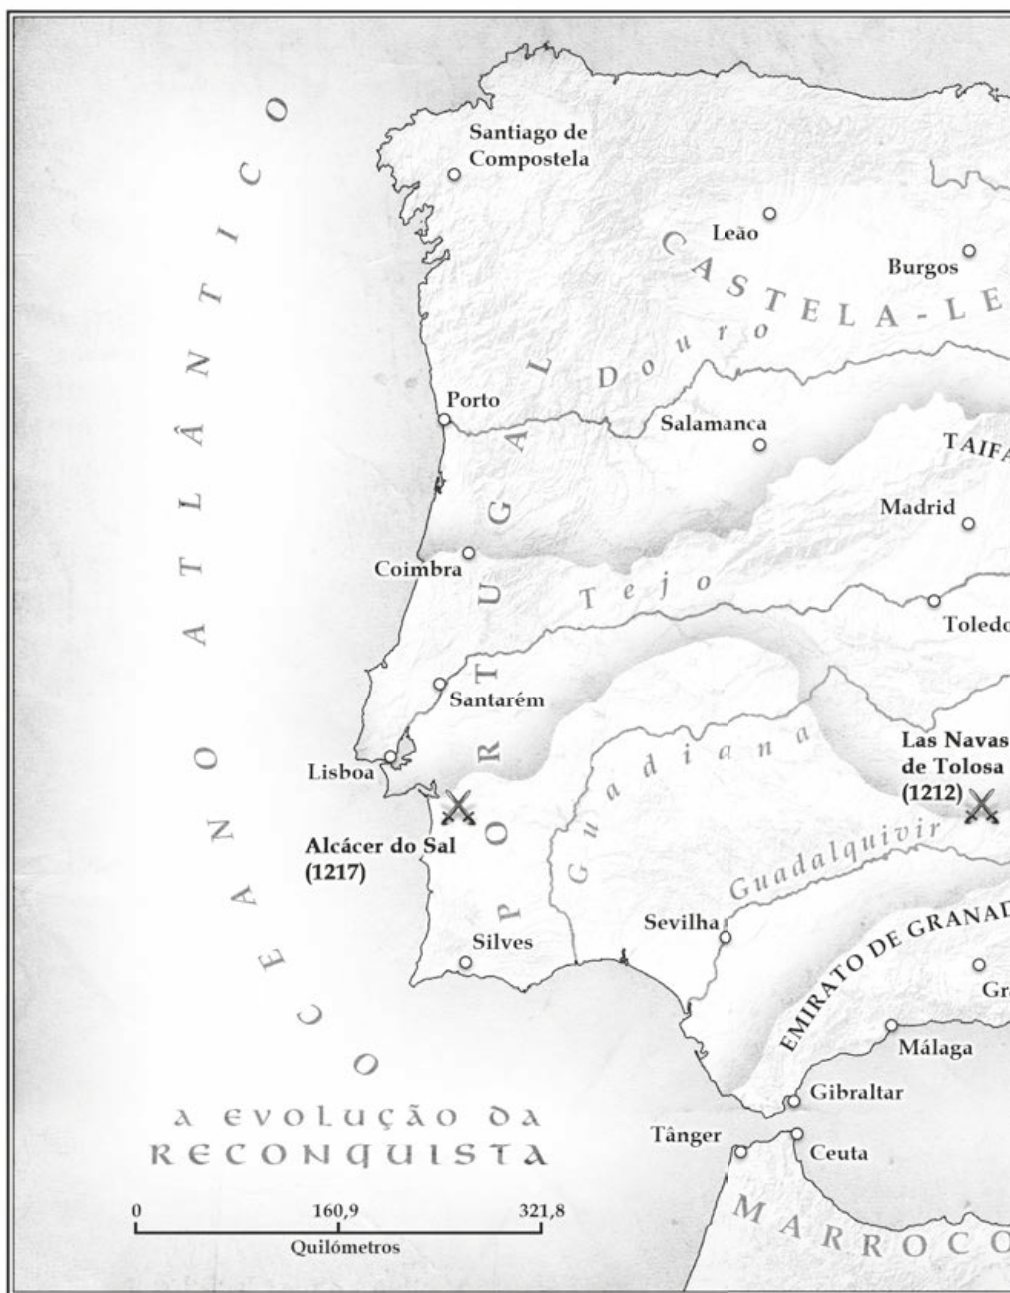 OCEANO ATLÂNTICO
Santiago de
Compostela
Leão
Burgos
CASTELA-LE
Douro
Porto
Salamanca
TAIFA
Madrid
Coimbra
Tejo
Toledo
PORTUGAL
Santarém
Lisboa
Guadiana
Las Navas
de Tolosa
(1212)
Alcácer do Sal
(1217)
Guadalquivir
Sevilha
Silves
EMIRATO DE GRANAD
Gr
Málaga
Gibraltar
Tânger
Ceuta
MARROCO
A EVOLUÇÃO DA
RECONQUISTA
0 160,9 321,8
Quilómetros